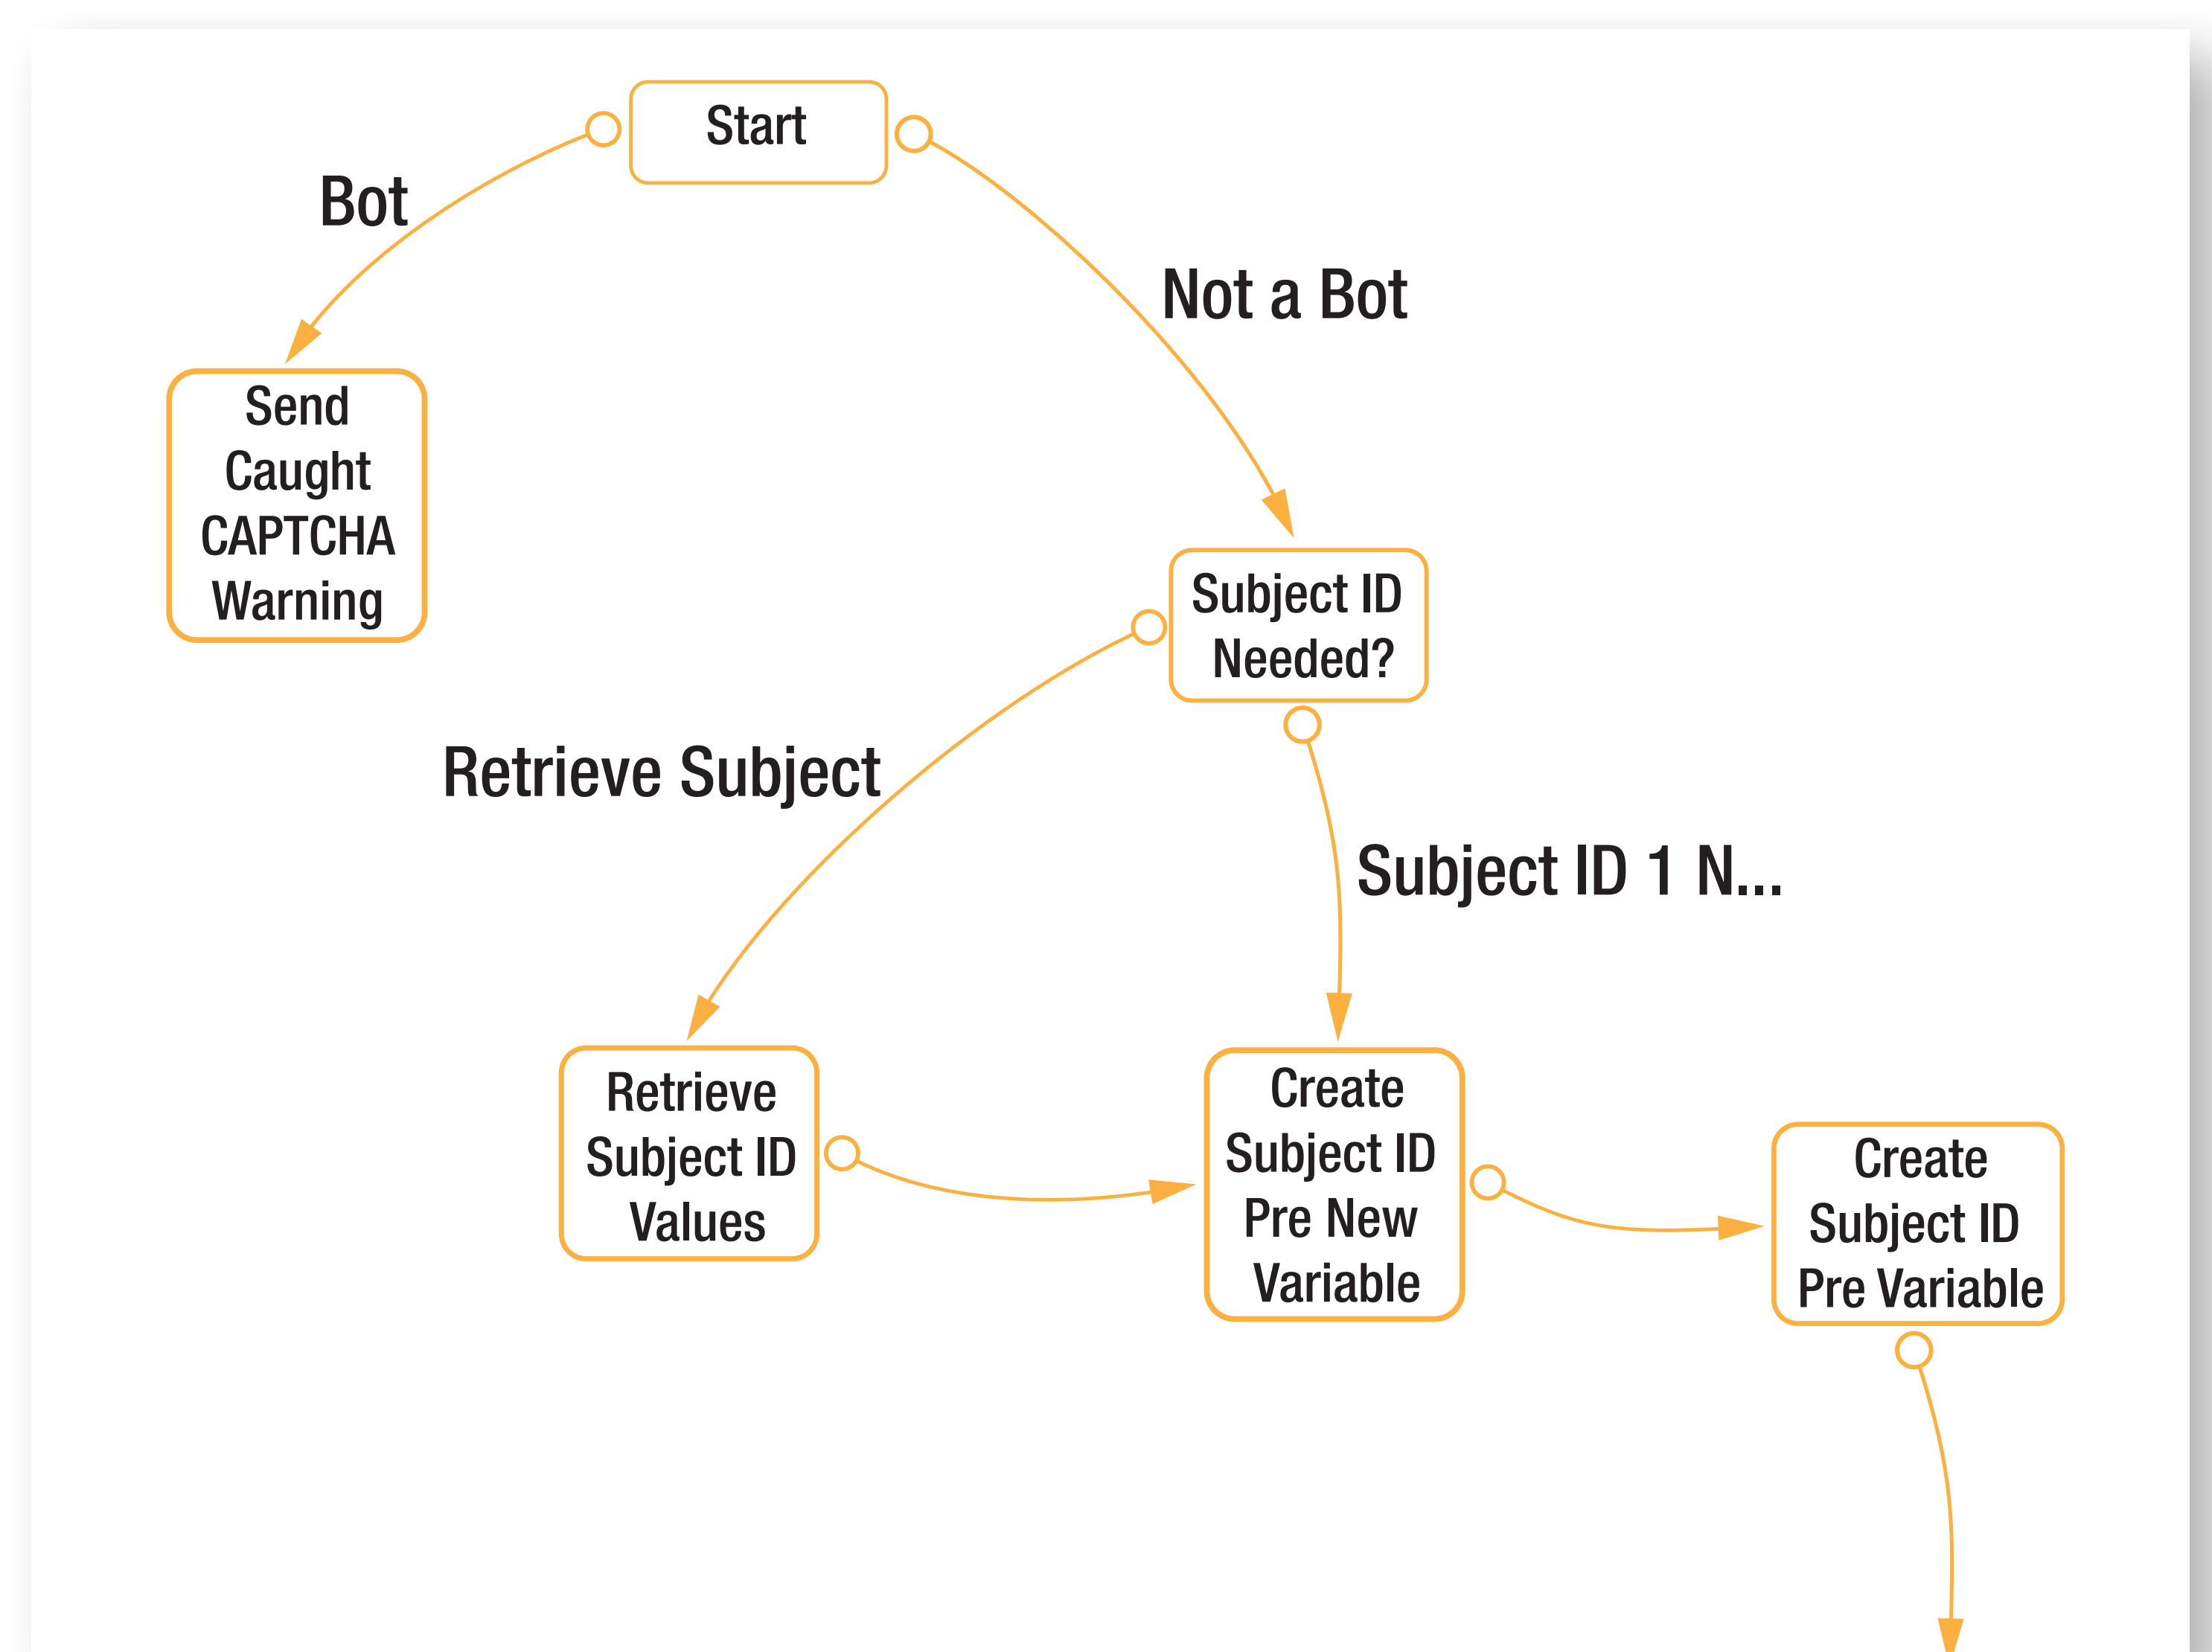 Start
Bot
Not a Bot
Send
Caught
CAPTCHA
Warning
Subject ID
Needed?
Retrieve Subject
Subject ID 1 N...
Retrieve
Subject ID
Values
Create
Subject ID
Pre New
Variable
Create
Subject ID
Pre Variable